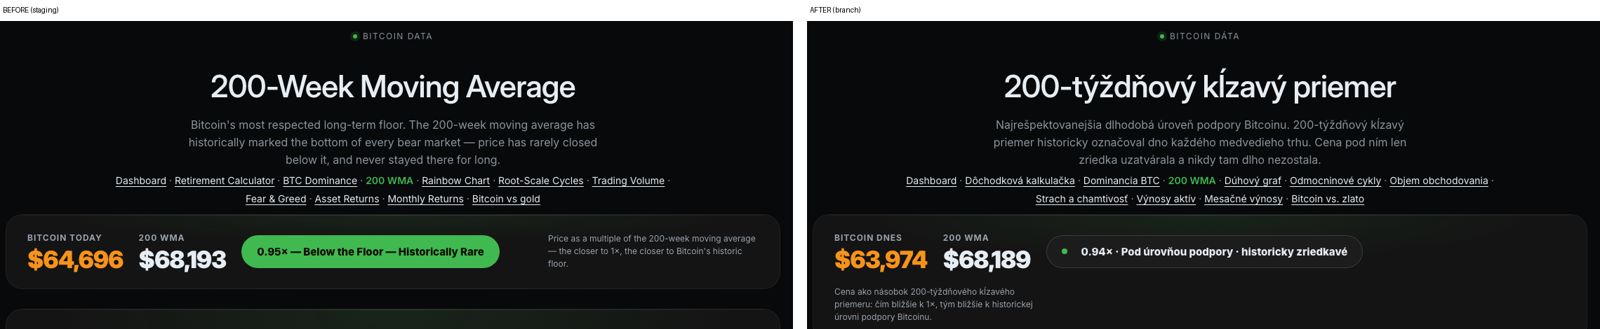 BEFORE (staging)
BITCOIN DATA
200-Week Moving Average
Bitcoin's most respected long-term floor. The 200-week moving average has
historically marked the bottom of every bear market — price has rarely closed
below it, and never stayed there for long.
Dashboard · Retirement Calculator · BTC Dominance · 200 WMA · Rainbow Chart · Root-Scale Cycles · Trading Volume ·
Fear & Greed · Asset Returns · Monthly Returns · Bitcoin vs gold
BITCOIN TODAY
$64,696
200 WMA
$68,193
0.95× — Below the Floor — Historically Rare
Price as a multiple of the 200-week moving average
— the closer to 1×, the closer to Bitcoin's historic
floor.
AFTER (branch)
BITCOIN DÁTA
200-týždňový kĺzavý priemer
Najrešpektovanejšia dlhodobá úroveň podpory Bitcoinu. 200-týždňový kĺzavý
priemer historicky označoval dno každého medvedieho trhu. Cena pod ním len
zriedka uzatvárala a nikdy tam dlho nezostala.
Dashboard · Dôchodková kalkulačka · Dominancia BTC · 200 WMA · Dúhový graf · Odmocninové cykly · Objem obchodovania ·
Strach a chamtivosť · Výnosy aktív · Mesačné výnosy · Bitcoin vs. zlato
BITCOIN DNES
$63,974
200 WMA
$68,189
0.94× · Pod úrovňou podpory · historicky zriedkavé
Cena ako násobok 200-týždňového kĺzavého
priemeru: čím bližšie k 1×, tým bližšie k historickej
úrovni podpory Bitcoinu.